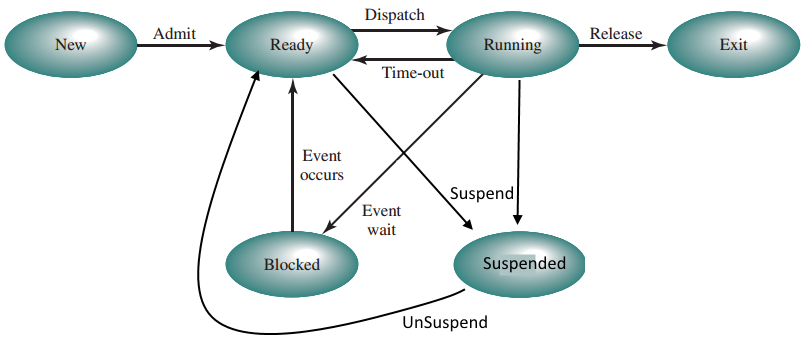 Dispatch
New
Admit
Ready
Running
Release
Exit
Time-out
Event
occurs
Suspend
Event
wait
Blocked
Suspended
UnSuspend